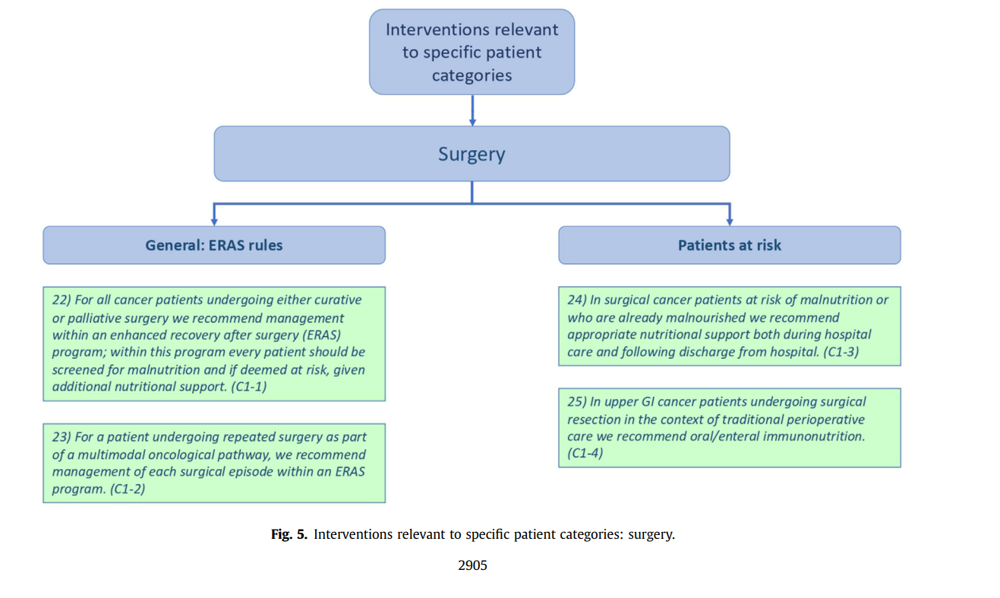 Interventions relevant
to specific patient
categories
Surgery
General: ERAS rules
22) For all cancer patients undergoing either curative
or palliative surgery we recommend management
within an enhanced recovery after surgery (ERAS)
program; within this program every patient should be
screened for malnutrition and if deemed at risk, given
additional nutritional support. (C1-1)
23) For a patient undergoing repeated surgery as part
of a multimodal oncological pathway, we recommend
management of each surgical episode within an ERAS
program. (C1-2)
Patients at risk
24) In surgical cancer patients at risk of malnutrition or
who are already malnourished we recommend
appropriate nutritional support both during hospital
care and following discharge from hospital. (C1-3)
25) In upper GI cancer patients undergoing surgical
resection in the context of traditional perioperative
care we recommend oral/enteral immunonutrition.
(C1-4)
Fig. 5. Interventions relevant to specific patient categories: surgery.
2905